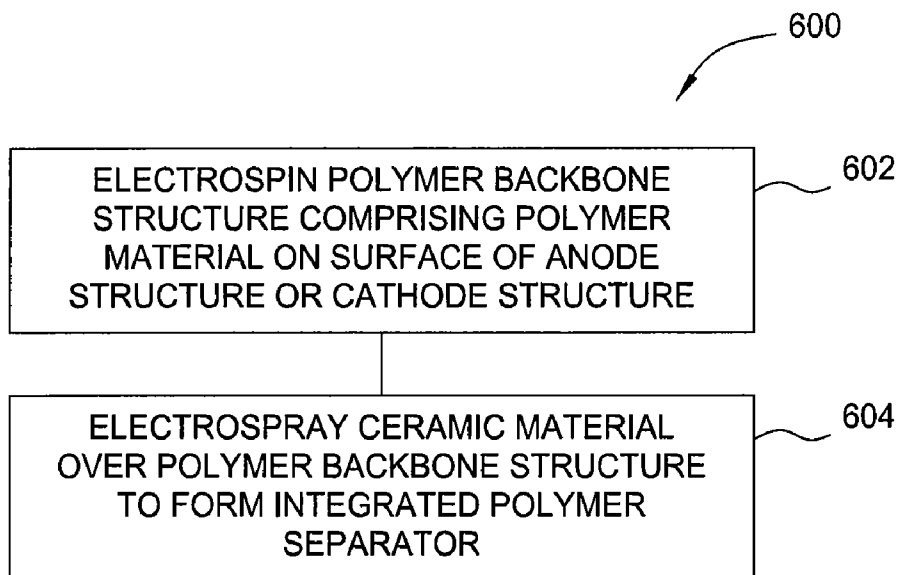 600
ELECTROSPIN POLYMER BACKBONE
STRUCTURE COMPRISING POLYMER
MATERIAL ON SURFACE OF ANODE
STRUCTURE OR CATHODE STRUCTURE
602
ELECTROSPRAY CERAMIC MATERIAL
OVER POLYMER BACKBONE STRUCTURE
TO FORM INTEGRATED POLYMER
SEPARATOR
604